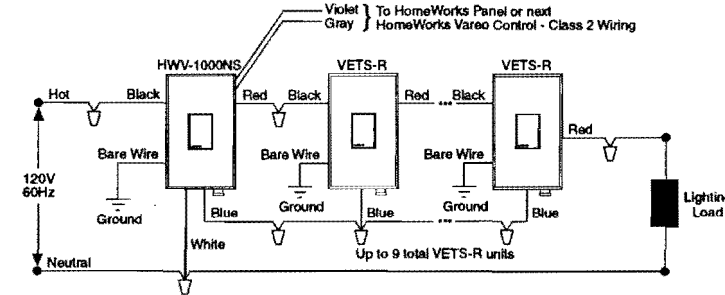 Violet } To HomeWorks Panel or next
Gray HomeWorks Vareo Control - Class 2 Wiring
HWV-1000NS VETS-R VETS-R
Hot Black Red Black Red Black
Red
Bare Wire Bare Wire Bare Wire
120V
60Hz
Ground Ground Ground
Lightin
Load
Blue Blue Blue
White
Up to 9 total VETS-R units
Neutral